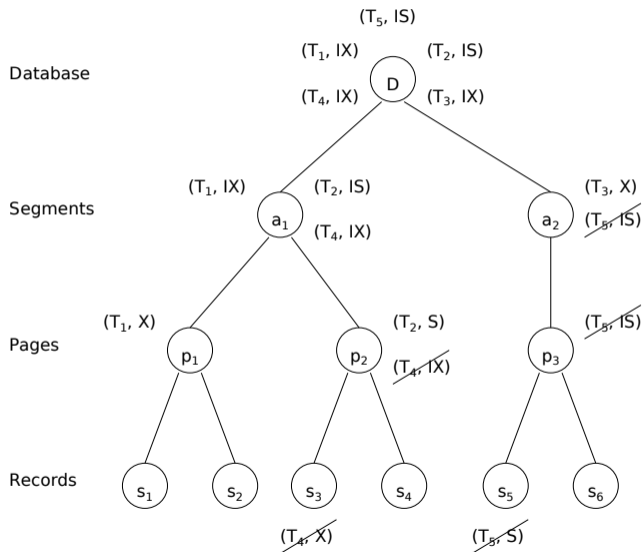 (T₅, IS)
(T₁, IX) (T₂, IS)
Database D
(T₄, IX) (T₃, IX)
(T₁, IX) (T₂, IS) (T₃, X)
Segments a₁ a₂ (T₅, IS)
(T₄, IX)
(T₁, X) (T₂, S) (T₅, IS)
Pages p₁ p₂ p₃
(T₄, IX)
Records s₁ s₂ s₃ s₄ s₅ s₆
(T₄, X) (T₅, S)